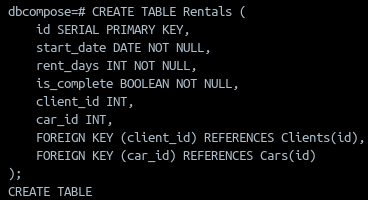 dbcompose=# CREATE TABLE Rentals (
    id SERIAL PRIMARY KEY,
    start_date DATE NOT NULL,
    rent_days INT NOT NULL,
    is_complete BOOLEAN NOT NULL,
    client_id INT,
    car_id INT,
    FOREIGN KEY (client_id) REFERENCES Clients(id),
    FOREIGN KEY (car_id) REFERENCES Cars(id)
);
CREATE TABLE